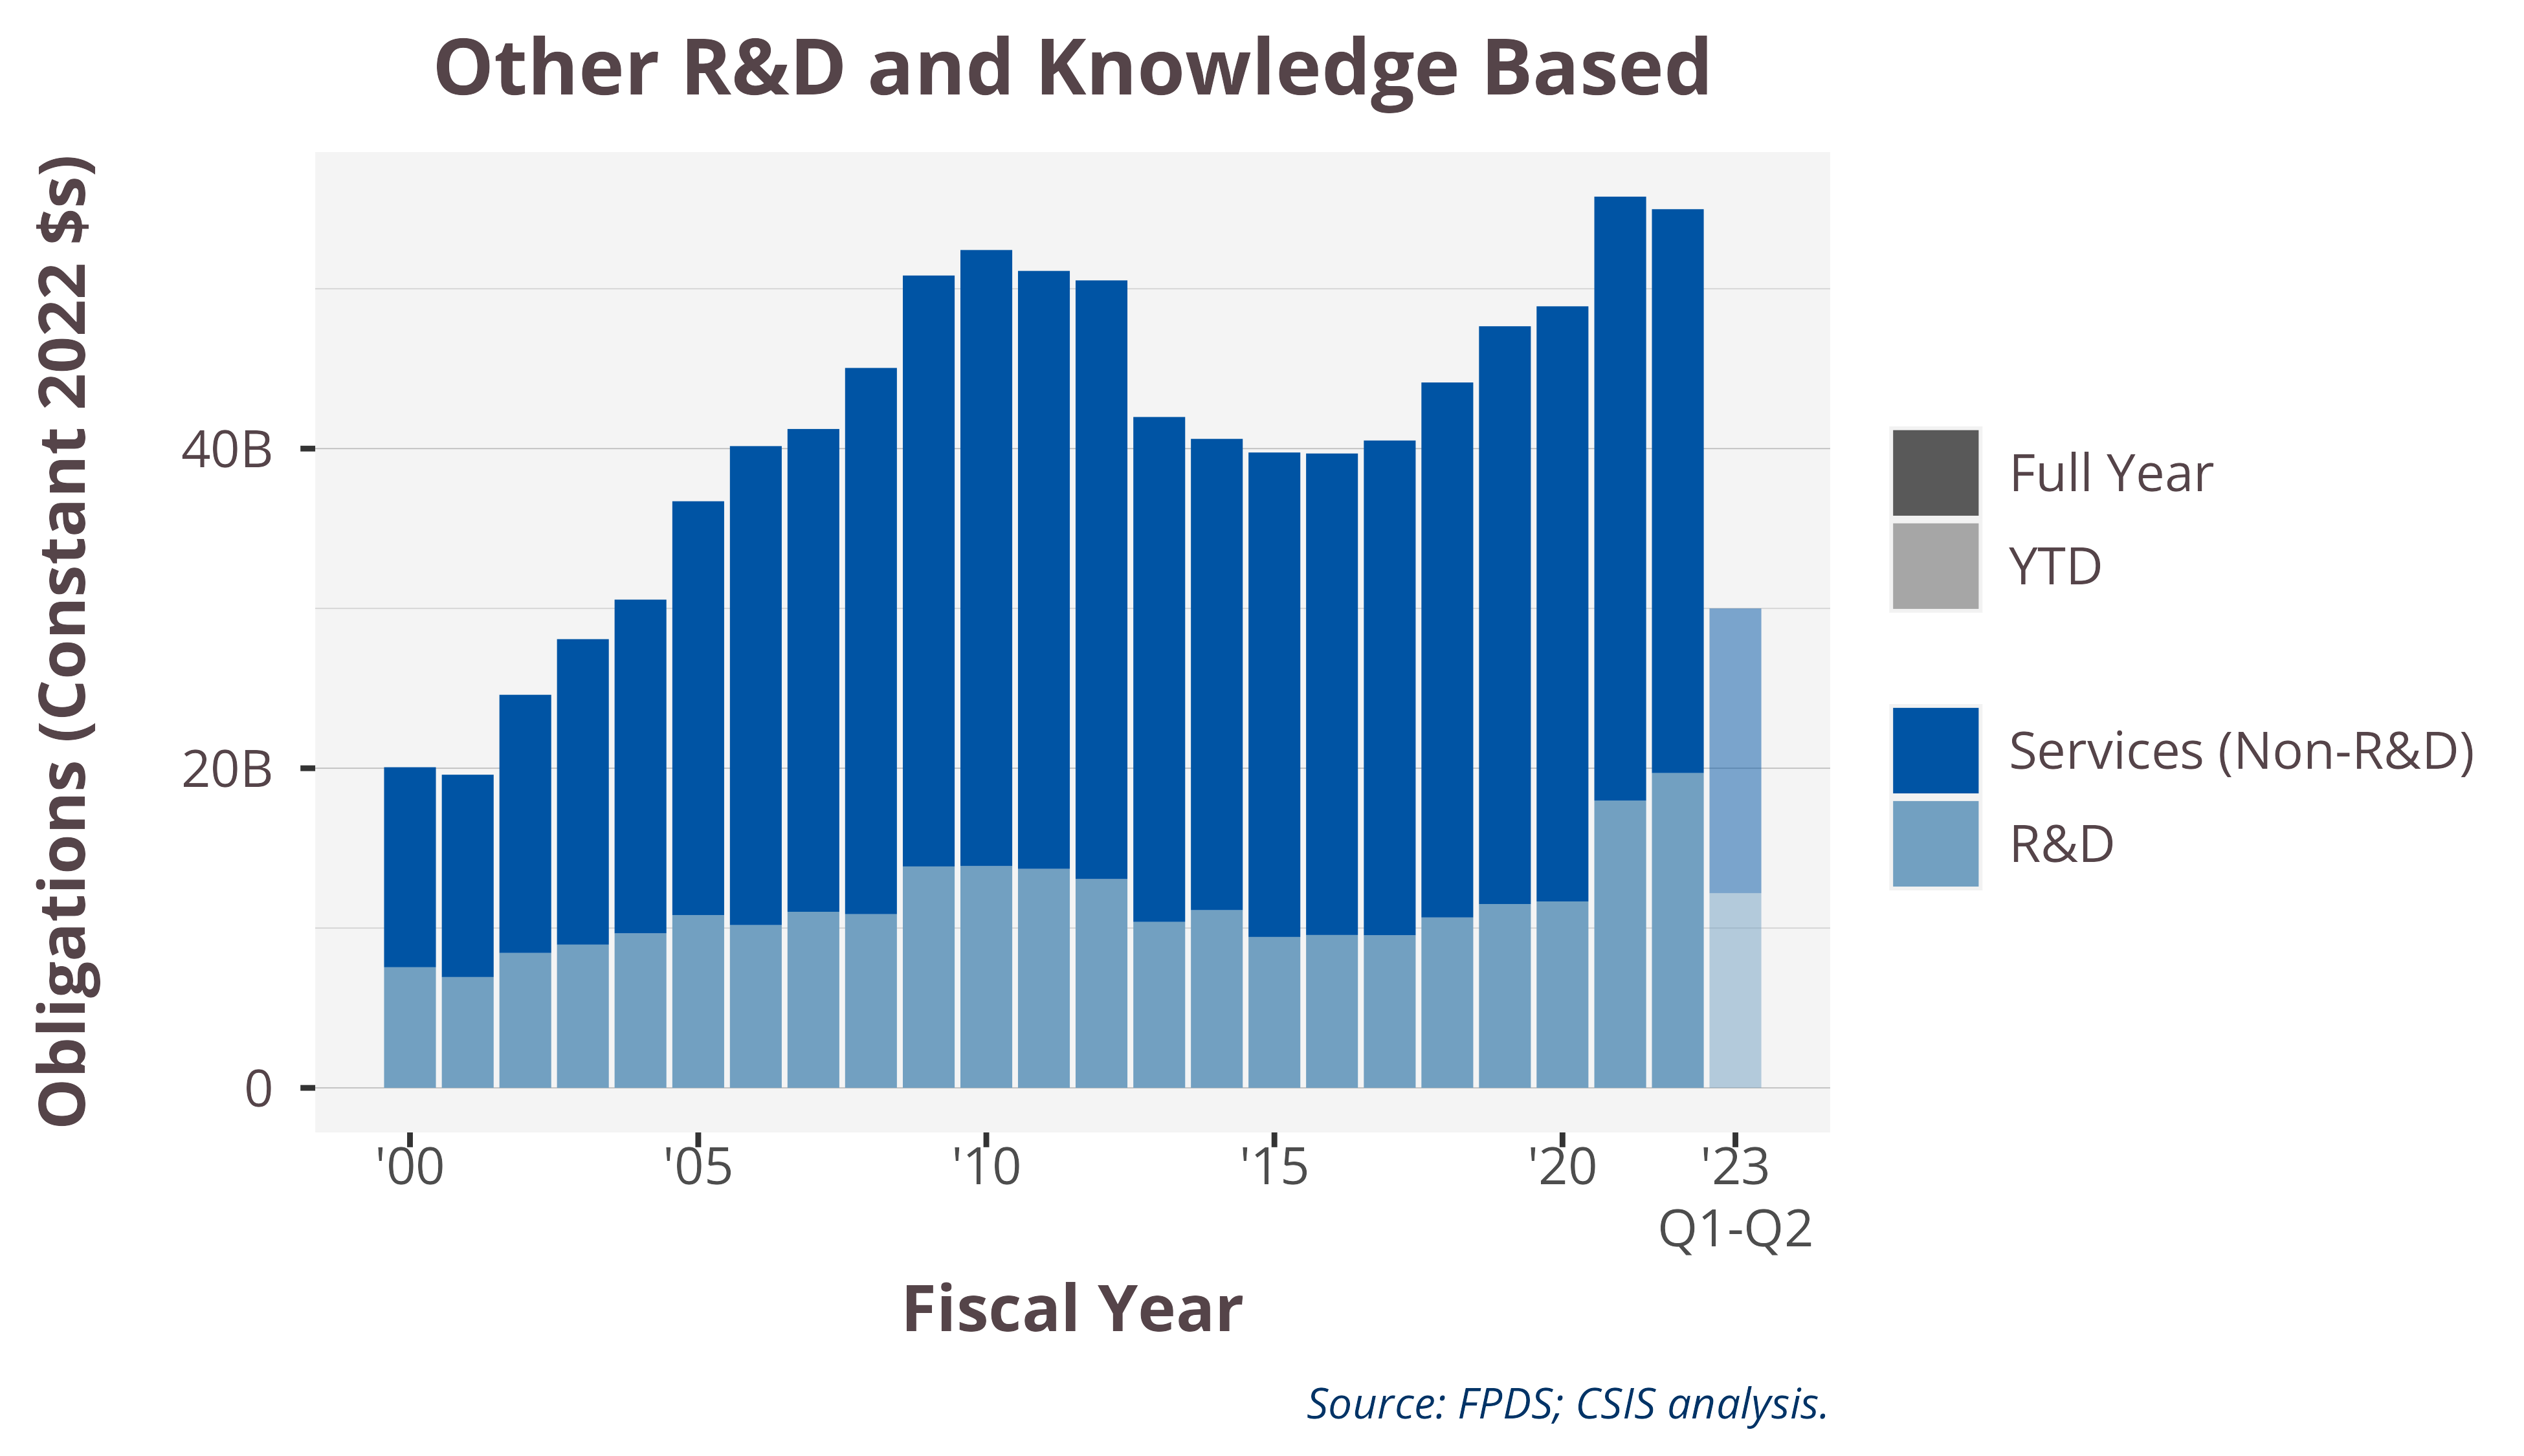 Other R&D and Knowledge Based
Obligations (Constant 2022 $s)
40B
20B
0
'00 '05 '10 '15 '20 '23
Q1-Q2
Fiscal Year
Full Year
YTD
Services (Non-R&D)
R&D
Source: FPDS; CSIS analysis.